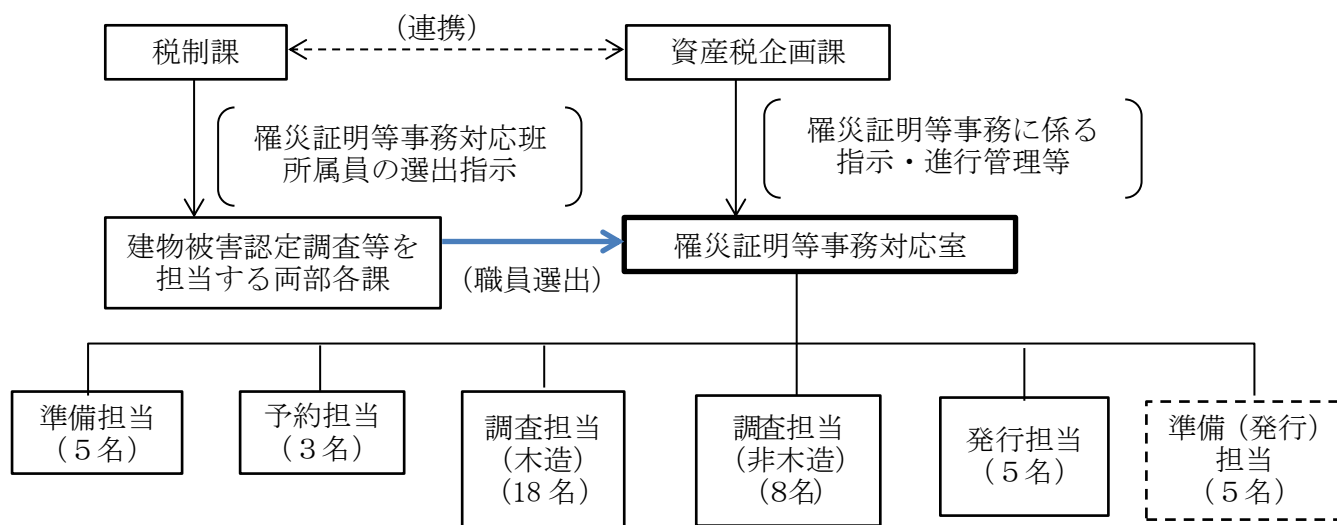 (連携)
税制課
資産税企画課
罹災証明等事務対応班
所属員の選出指示
罹災証明等事務に係る
指示・進行管理等
建物被害認定調査等を
担当する両部各課
(職員選出)
罹災証明等事務対応室
準備担当
(5名)
予約担当
(3名)
調査担当
(木造)
(18 名)
調査担当
(非木造)
(8名)
発行担当
(5名)
準備(発行)
担当
(5名)